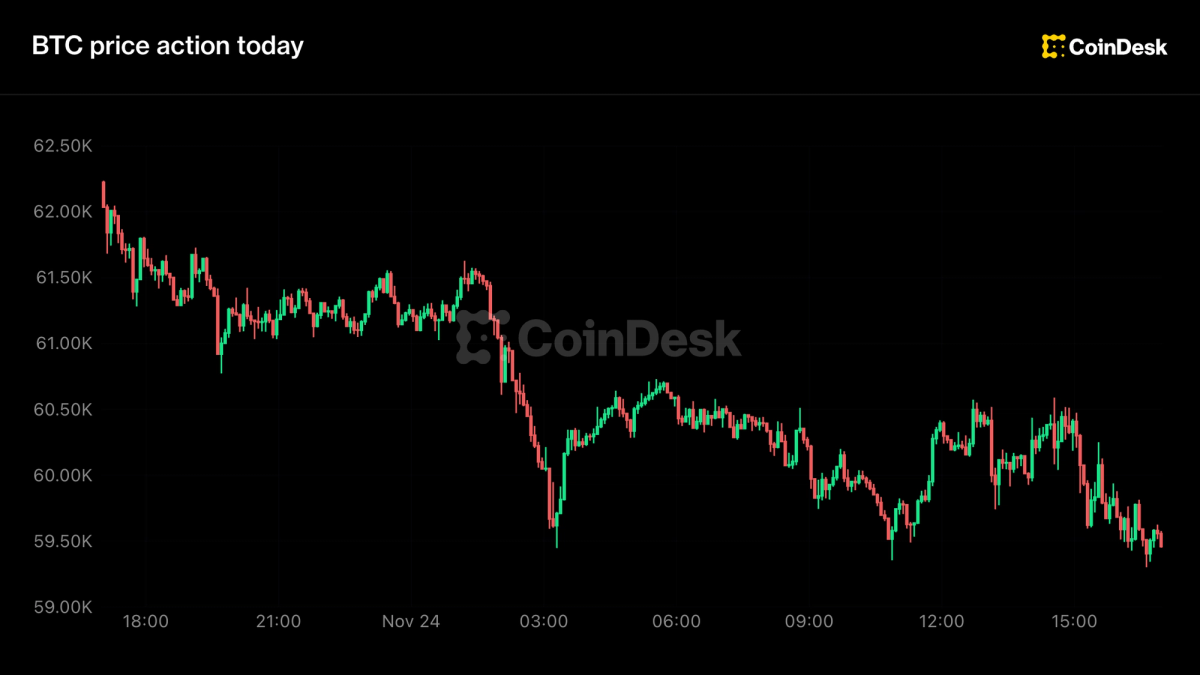 BTC price action today
CoinDesk
62.50K
62.00K
61.50K
61.00K
CoinDesk
60.50K
60.00K
59.50K
59.00K
18:00 21:00 Nov 24 03:00 06:00 09:00 12:00 15:00